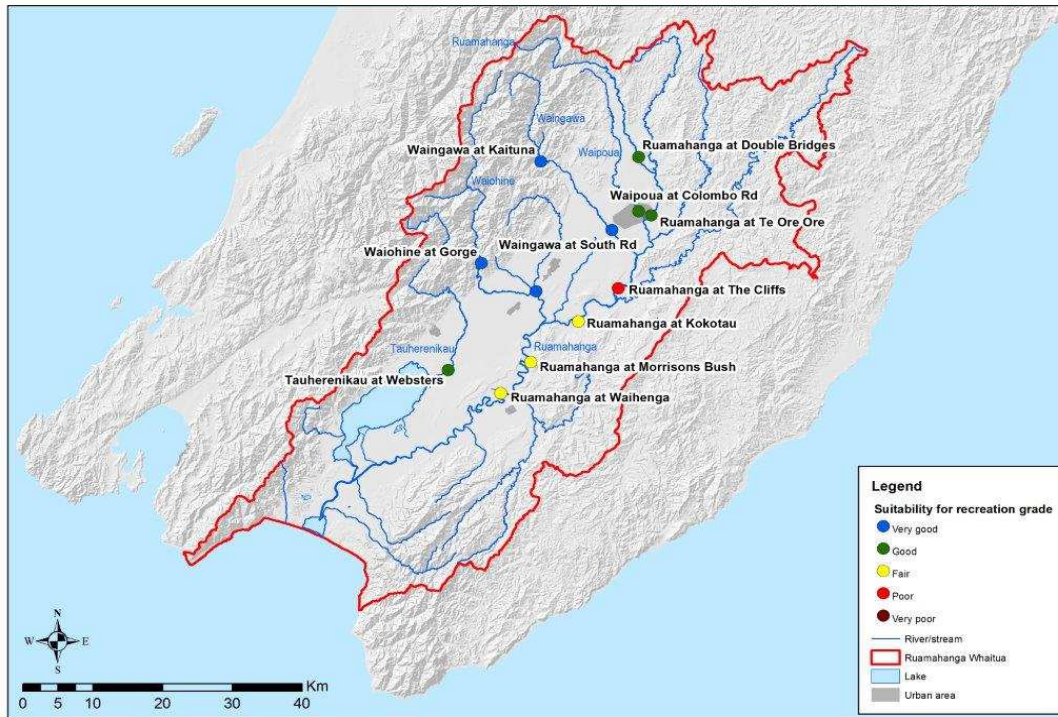 Ruamahanga
Waingawa
Waingawa at Kaituna
Waipoua
Ruamahanga at Double Bridges
Waiohine
Waipoua at Colombo Rd
Ruamahanga at Te Ore Ore
Waingawa at South Rd
Waiohine at Gorge
Ruamahanga at The Cliffs
Ruamahanga at Kokotau
Tauherenikau
Ruamahanga
Ruamahanga at Morrisons Bush
Tauherenikau at Websters
Ruamahanga at Waihenga
Legend
Suitability for recreation grade
Very good
Good
Fair
Poor
Very poor
River/stream
Ruamahanga Whaitua
Lake
Urban area
N
W E
S
Km
0 5 10 20 30 40